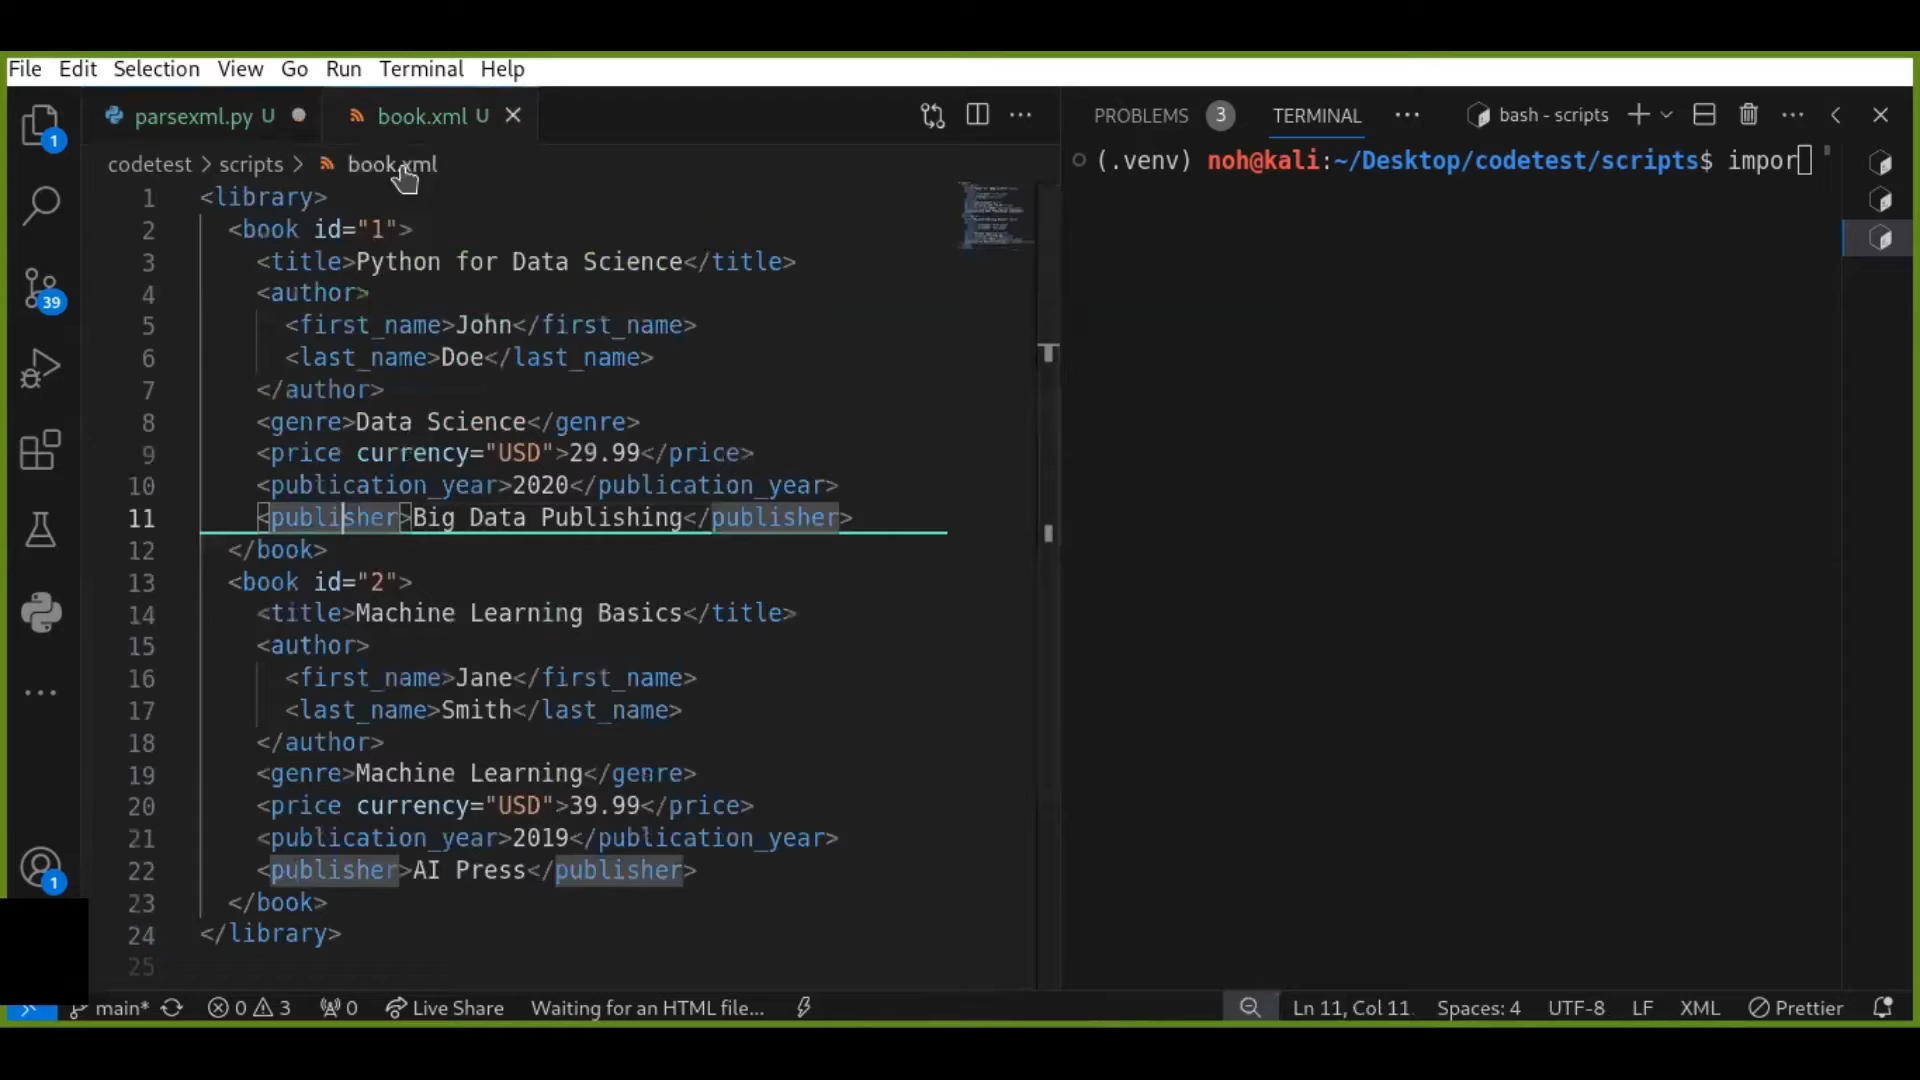 File Edit Selection View Go Run Terminal Help
parsexml.py U book.xml U
PROBLEMS 3 TERMINAL bash - scripts
codetest > scripts > book.xml
(.venv) noh@kali:~/Desktop/codetest/scripts$ impor
1 <library>
2 <book id="1">
3 <title>Python for Data Science</title>
4 <author>
5 <first_name>John</first_name>
6 <last_name>Doe</last_name>
7 </author>
8 <genre>Data Science</genre>
9 <price currency="USD">29.99</price>
10 <publication_year>2020</publication_year>
11 <publisher>Big Data Publishing</publisher>
12 </book>
13 <book id="2">
14 <title>Machine Learning Basics</title>
15 <author>
16 <first_name>Jane</first_name>
17 <last_name>Smith</last_name>
18 </author>
19 <genre>Machine Learning</genre>
20 <price currency="USD">39.99</price>
21 <publication_year>2019</publication_year>
22 <publisher>AI Press</publisher>
23 </book>
24 </library>
25
1
39
1
main* 0 3 0 Live Share Waiting for an HTML file... Ln 11, Col 11 Spaces: 4 UTF-8 LF XML Prettier